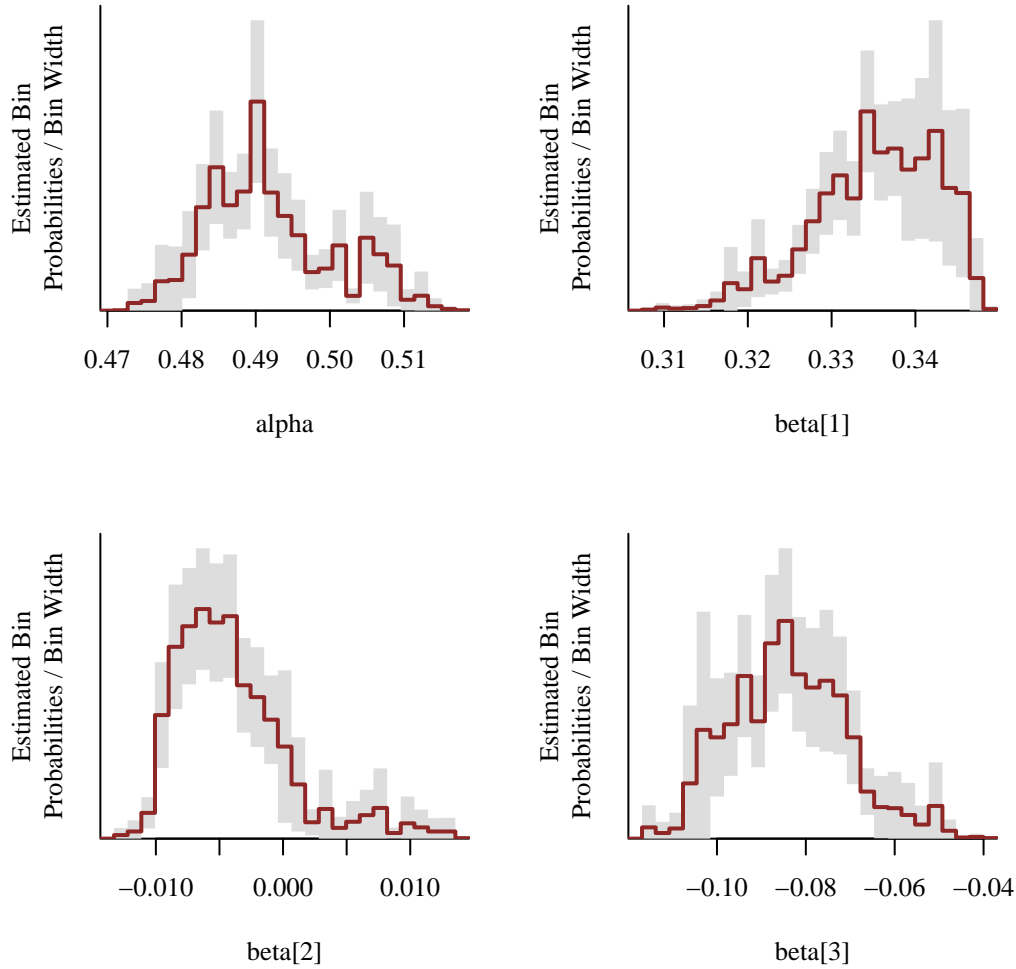 Estimated Bin
Probabilities / Bin Width
0.47 0.48 0.49 0.50 0.51
alpha
Estimated Bin
Probabilities / Bin Width
0.31 0.32 0.33 0.34
beta[1]
Estimated Bin
Probabilities / Bin Width
−0.010 0.000 0.010
beta[2]
Estimated Bin
Probabilities / Bin Width
−0.10 −0.08 −0.06 −0.04
beta[3]